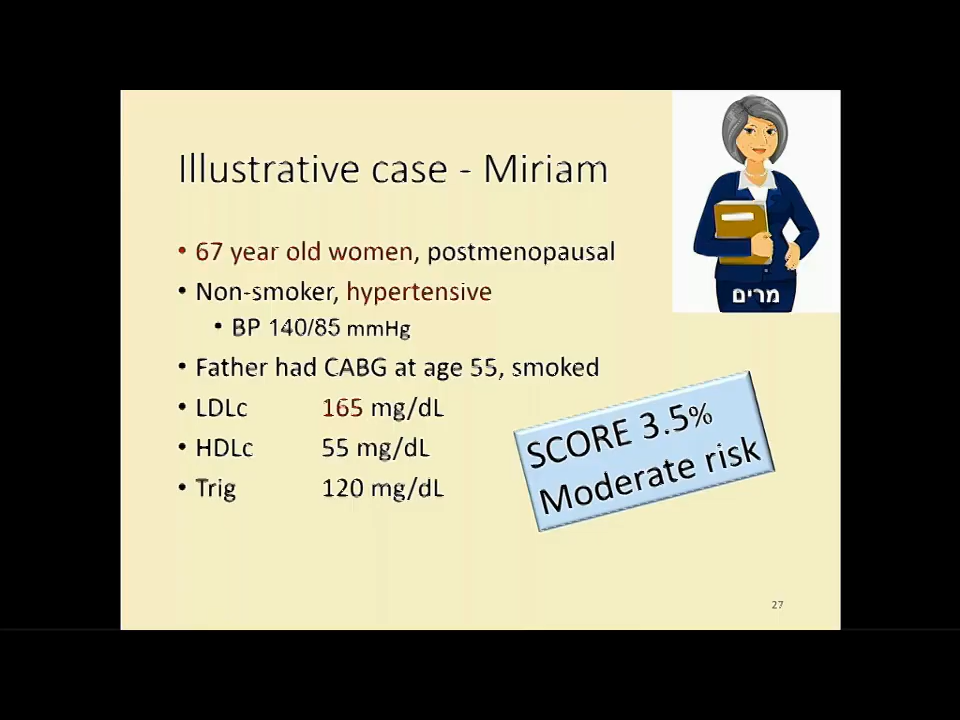 Illustrative case - Miriam
מרים
• 67 year old women, postmenopausal
• Non-smoker, hypertensive
• BP 140/85 mmHg
• Father had CABG at age 55, smoked
• LDLc 165 mg/dL
• HDLc 55 mg/dL
• Trig 120 mg/dL
SCORE 3.5%
Moderate risk
27